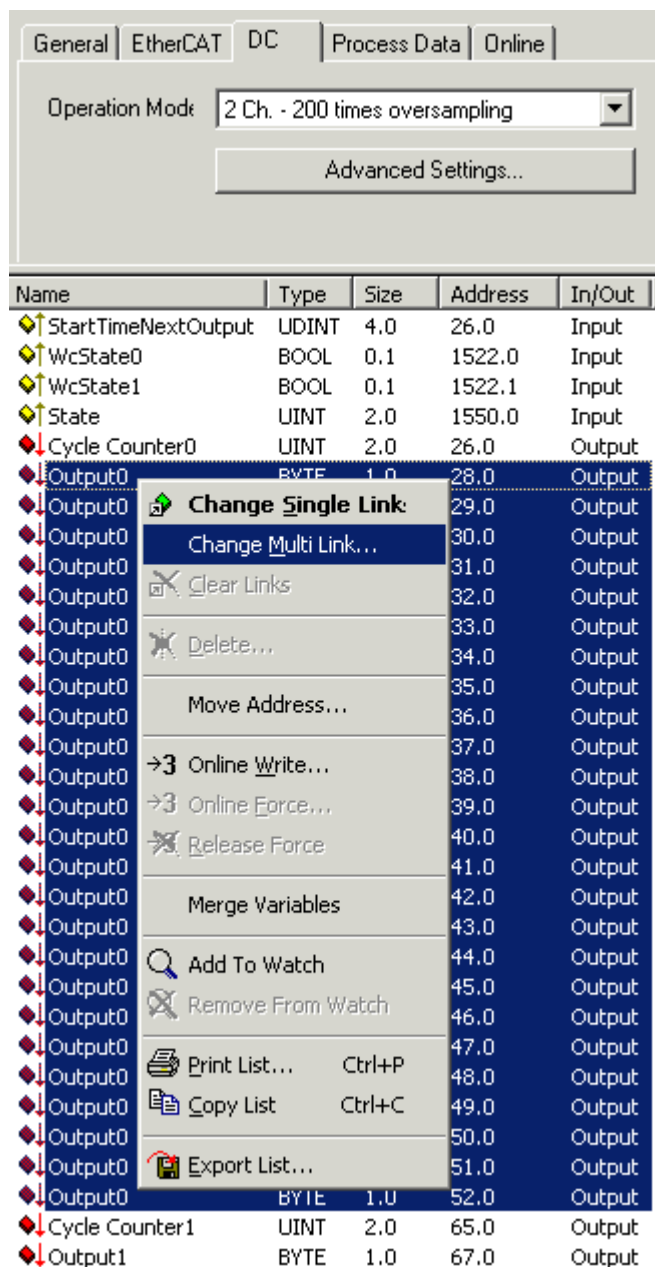 General EtherCAT DC Process Data Online
Operation Mode 2 Ch. - 200 times oversampling
Advanced Settings...
Name Type Size Address In/Out
StartTimeNextOutput UDINT 4.0 26.0 Input
WcState0 BOOL 0.1 1522.0 Input
WcState1 BOOL 0.1 1522.1 Input
State UINT 2.0 1550.0 Input
Cycle Counter0 UINT 2.0 26.0 Output
Output0 BYTE 1.0 28.0 Output
Output0 29.0 Output
Output0 30.0 Output
Output0 31.0 Output
Output0 32.0 Output
Output0 33.0 Output
Output0 34.0 Output
Output0 35.0 Output
Output0 36.0 Output
Output0 37.0 Output
Output0 38.0 Output
Output0 39.0 Output
Output0 40.0 Output
Output0 41.0 Output
Output0 42.0 Output
Output0 43.0 Output
Output0 44.0 Output
Output0 45.0 Output
Output0 46.0 Output
Output0 47.0 Output
Output0 48.0 Output
Output0 49.0 Output
Output0 50.0 Output
Output0 51.0 Output
Output0 BYTE 1.0 52.0 Output
Cycle Counter1 UINT 2.0 65.0 Output
Output1 BYTE 1.0 67.0 Output
Change Single Link
Change Multi Link...
Clear Links
Delete...
Move Address...
→3 Online Write...
→3 Online Force...
Release Force
Merge Variables
Add To Watch
Remove From Watch
Print List... Ctrl+P
Copy List Ctrl+C
Export List...